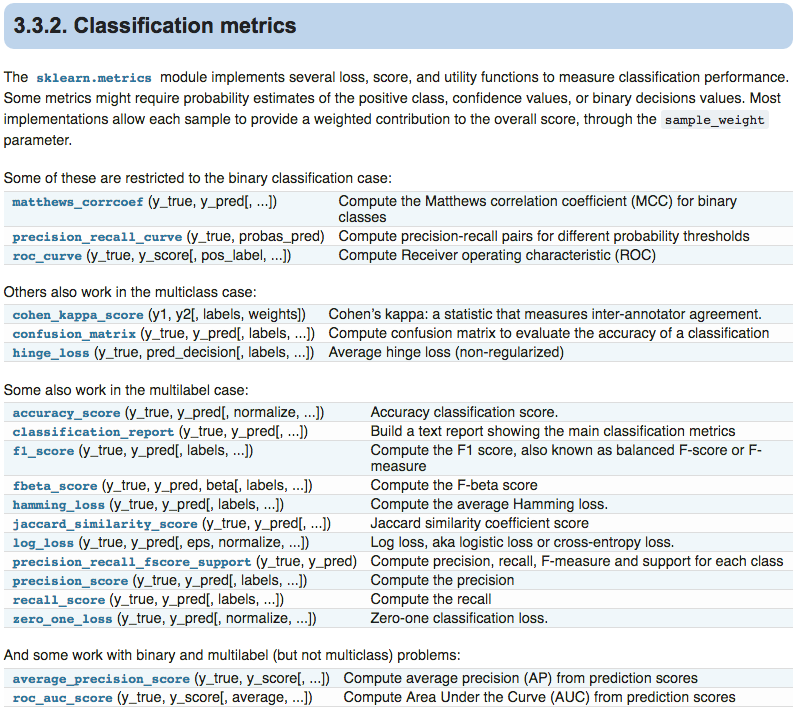 3.3.2. Classification metrics
The sklearn.metrics module implements several loss, score, and utility functions to measure classification performance.
Some metrics might require probability estimates of the positive class, confidence values, or binary decisions values. Most
implementations allow each sample to provide a weighted contribution to the overall score, through the sample_weight
parameter.
Some of these are restricted to the binary classification case:
matthews_corrcoef (y_true, y_pred[, ...]) Compute the Matthews correlation coefficient (MCC) for binary
classes
precision_recall_curve (y_true, probas_pred) Compute precision-recall pairs for different probability thresholds
roc_curve (y_true, y_score[, pos_label, ...]) Compute Receiver operating characteristic (ROC)
Others also work in the multiclass case:
cohen_kappa_score (y1, y2[, labels, weights]) Cohen's kappa: a statistic that measures inter-annotator agreement.
confusion_matrix (y_true, y_pred[, labels, ...]) Compute confusion matrix to evaluate the accuracy of a classification
hinge_loss (y_true, pred_decision[, labels, ...]) Average hinge loss (non-regularized)
Some also work in the multilabel case:
accuracy_score (y_true, y_pred[, normalize, ...]) Accuracy classification score.
classification_report (y_true, y_pred[, ...]) Build a text report showing the main classification metrics
f1_score (y_true, y_pred[, labels, ...]) Compute the F1 score, also known as balanced F-score or F-
measure
fbeta_score (y_true, y_pred, beta[, labels, ...]) Compute the F-beta score
hamming_loss (y_true, y_pred[, labels, ...]) Compute the average Hamming loss.
jaccard_similarity_score (y_true, y_pred[, ...]) Jaccard similarity coefficient score
log_loss (y_true, y_pred[, eps, normalize, ...]) Log loss, aka logistic loss or cross-entropy loss.
precision_recall_fscore_support (y_true, y_pred) Compute precision, recall, F-measure and support for each class
precision_score (y_true, y_pred[, labels, ...]) Compute the precision
recall_score (y_true, y_pred[, labels, ...]) Compute the recall
zero_one_loss (y_true, y_pred[, normalize, ...]) Zero-one classification loss.
And some work with binary and multilabel (but not multiclass) problems:
average_precision_score (y_true, y_score[, ...]) Compute average precision (AP) from prediction scores
roc_auc_score (y_true, y_score[, average, ...]) Compute Area Under the Curve (AUC) from prediction scores